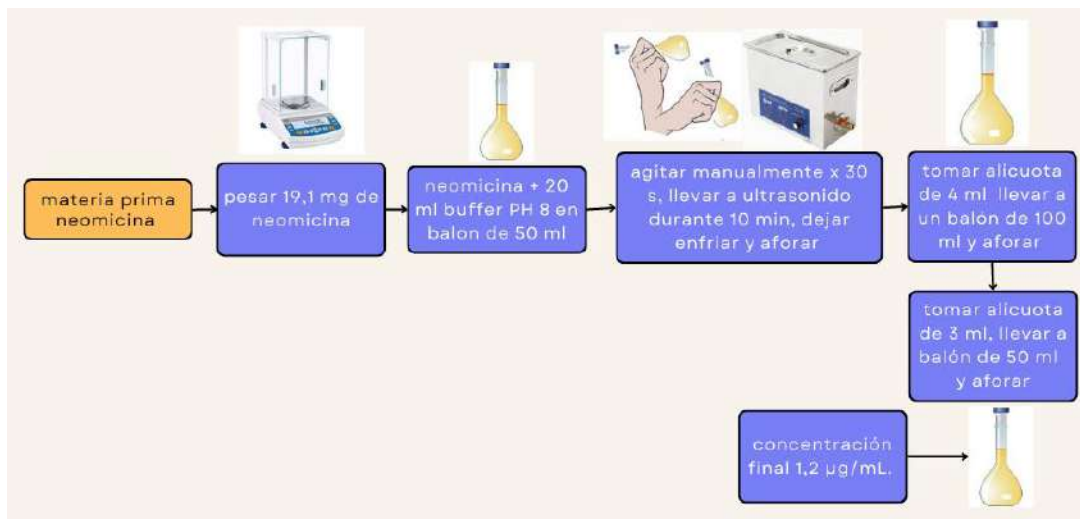 materia prima
neomicina
pesar 19,1 mg de
neomicina
neomicina + 20
ml buffer PH 8 en
balon de 50 ml
agitar manualmente x 30
s, llevar a ultrasonido
durante 10 min, dejar
enfriar y aforar
tomar alicuota
de 4 ml llevar a
un balón de 100
ml y aforar
tomar alicuota
de 3 ml, llevar a
balón de 50 ml
y aforar
concentración
final 1,2 µg/mL.